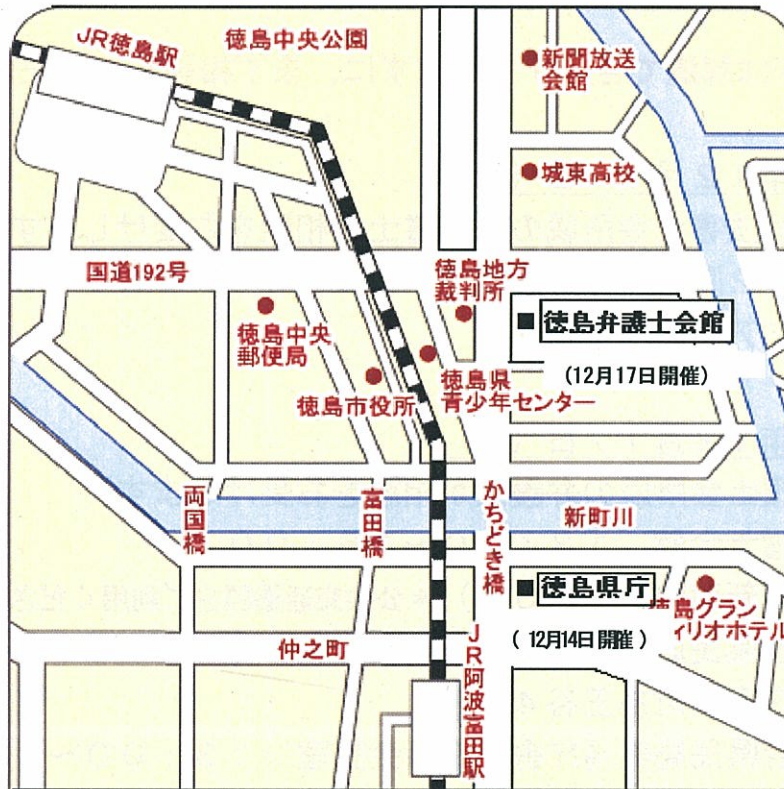 JR徳島駅
徳島中央公園
新聞放送
会館
城東高校
国道192号
徳島地方
裁判所
徳島弁護士会館
(12月17日開催)
徳島中央
郵便局
徳島県
青少年センター
徳島市役所
両国橋
富田橋
かちどき橋
新町川
徳島県庁
(12月14日開催)
徳島グラン
ィリオホテル
仲之町
JR阿波富田駅